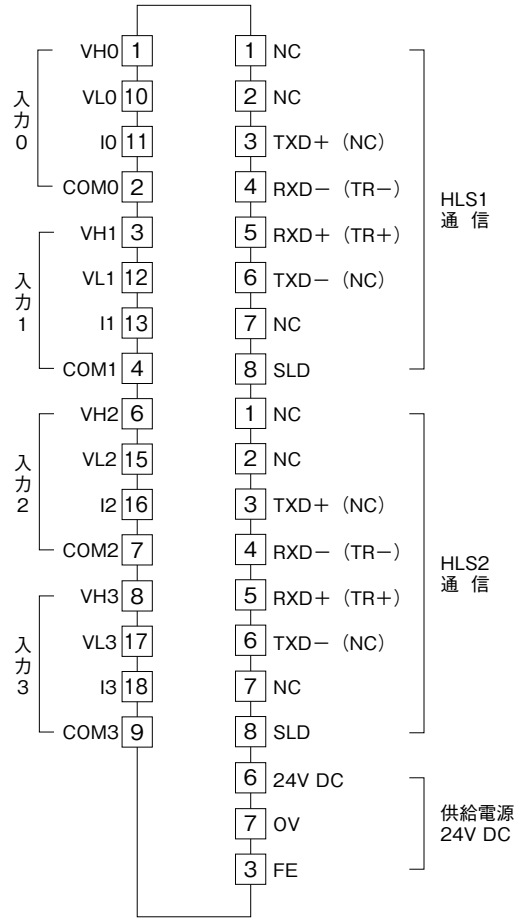 入力0
VH0 1
VL0 10
I0 11
COM0 2
入力1
VH1 3
VL1 12
I1 13
COM1 4
入力2
VH2 6
VL2 15
I2 16
COM2 7
入力3
VH3 8
VL3 17
I3 18
COM3 9
1 NC
2 NC
3 TXD+ (NC)
4 RXD- (TR-)
5 RXD+ (TR+)
6 TXD- (NC)
7 NC
8 SLD
HLS1
通 信
1 NC
2 NC
3 TXD+ (NC)
4 RXD- (TR-)
5 RXD+ (TR+)
6 TXD- (NC)
7 NC
8 SLD
HLS2
通 信
6 24V DC
7 0V
3 FE
供給電源
24V DC